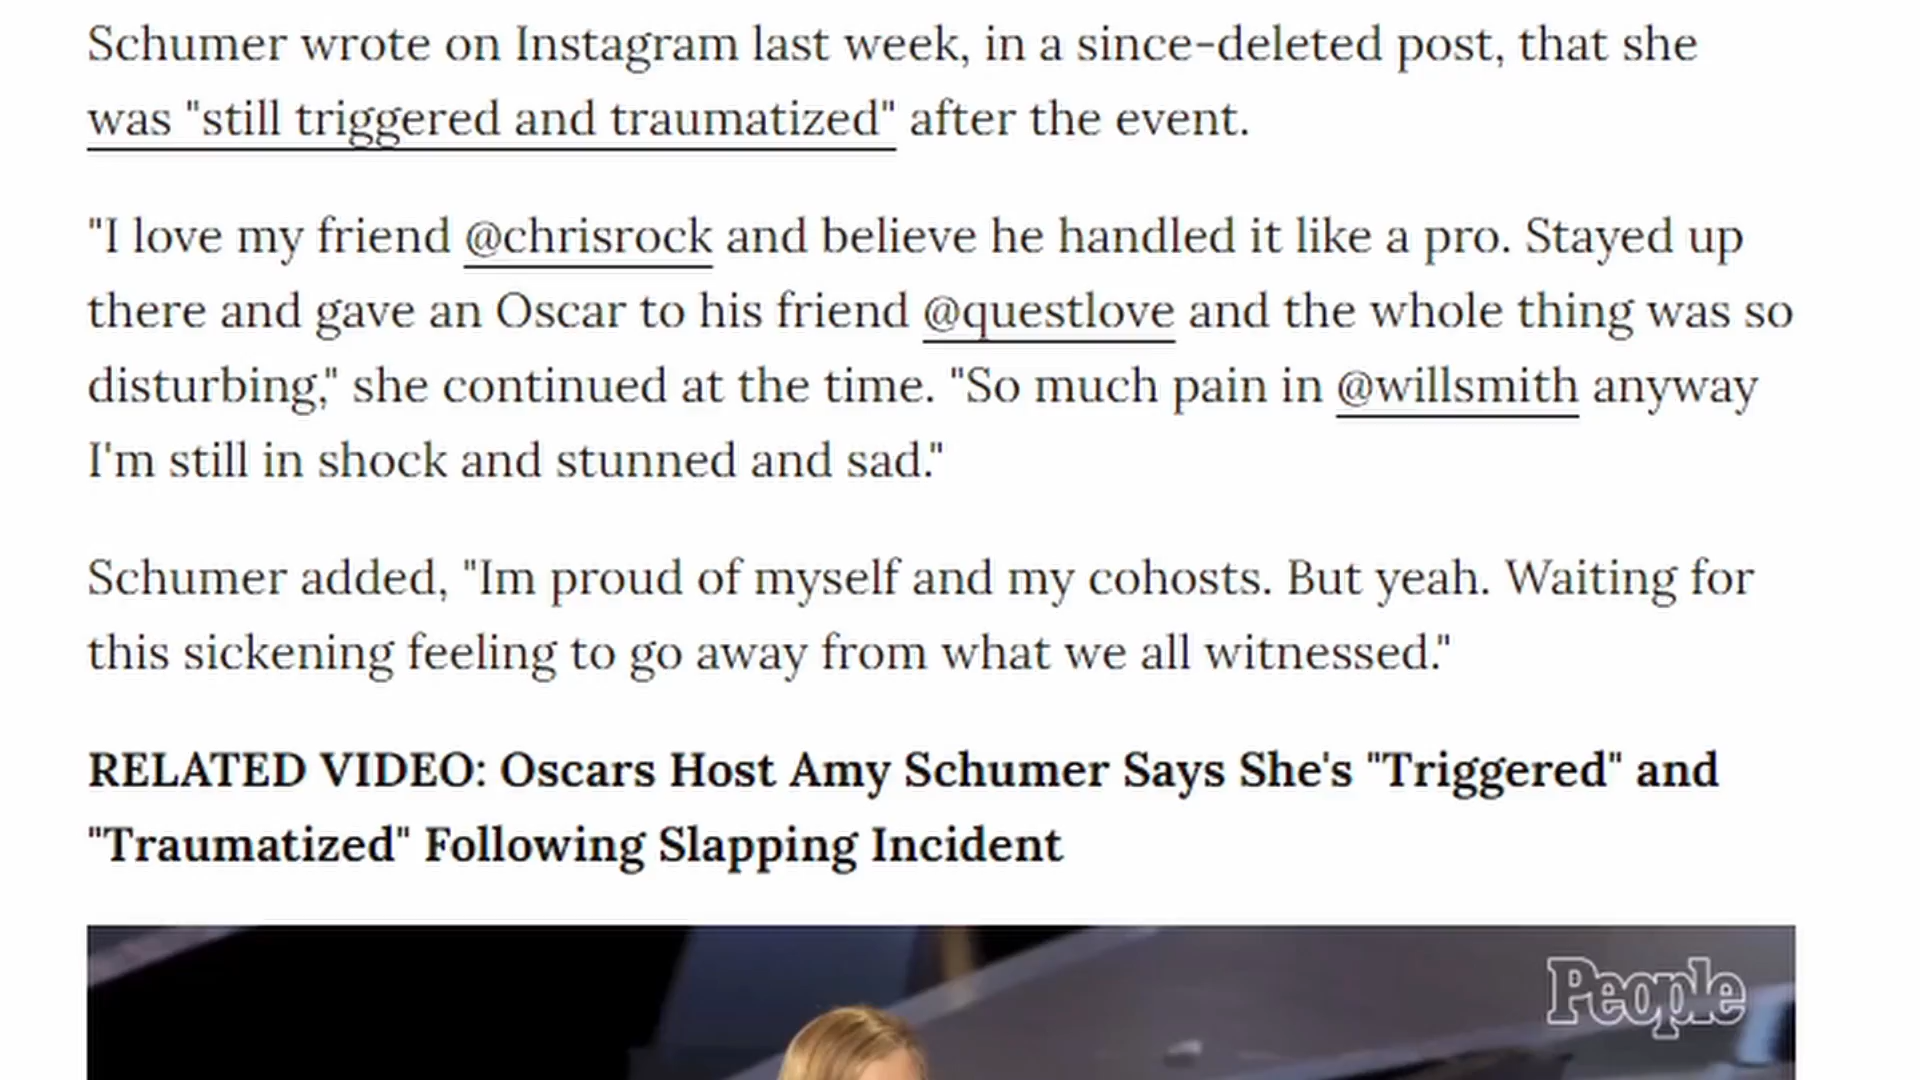 Schumer wrote on Instagram last week, in a since-deleted post, that she
was "still triggered and traumatized" after the event.
"I love my friend @chrisrock and believe he handled it like a pro. Stayed up
there and gave an Oscar to his friend @questlove and the whole thing was so
disturbing," she continued at the time. "So much pain in @willsmith anyway
I'm still in shock and stunned and sad."
Schumer added, "Im proud of myself and my cohosts. But yeah. Waiting for
this sickening feeling to go away from what we all witnessed."
RELATED VIDEO: Oscars Host Amy Schumer Says She's "Triggered" and
"Traumatized" Following Slapping Incident
People